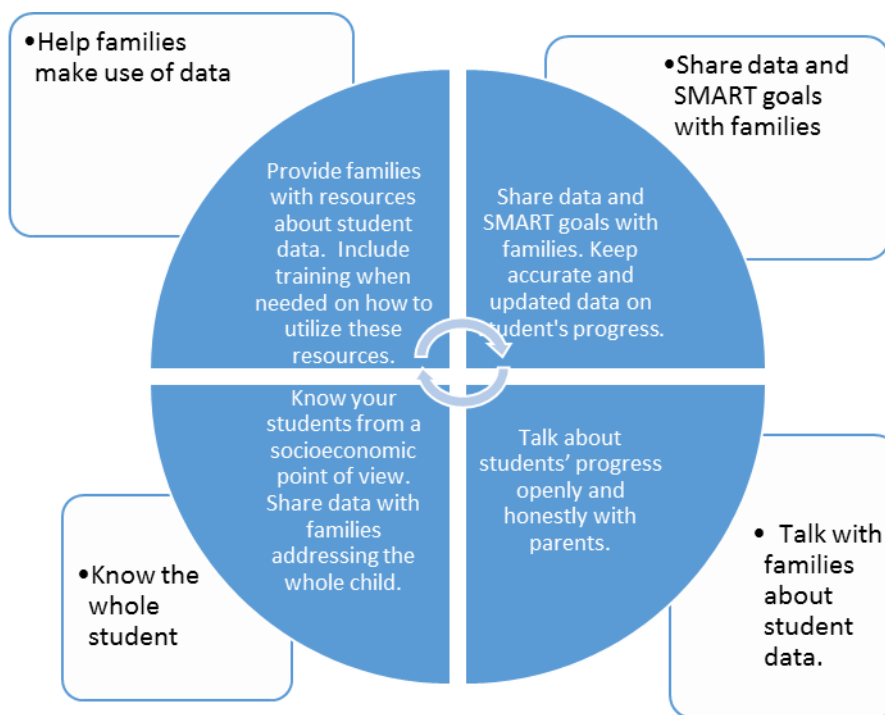 •Help families
make use of data
•Share data and
SMART goals
with families
Provide families
with resources
about student
data.  Include
training when
needed on how to
utilize these
resources.
Share data and
SMART goals with
families. Keep
accurate and
updated data on
student's progress.
Know your
students from a
socioeconomic
point of view.
Share data with
families
addressing the
whole child.
Talk about
students’ progress
openly and
honestly with
parents.
•Know the
whole
student
• Talk with
families
about
student
data.